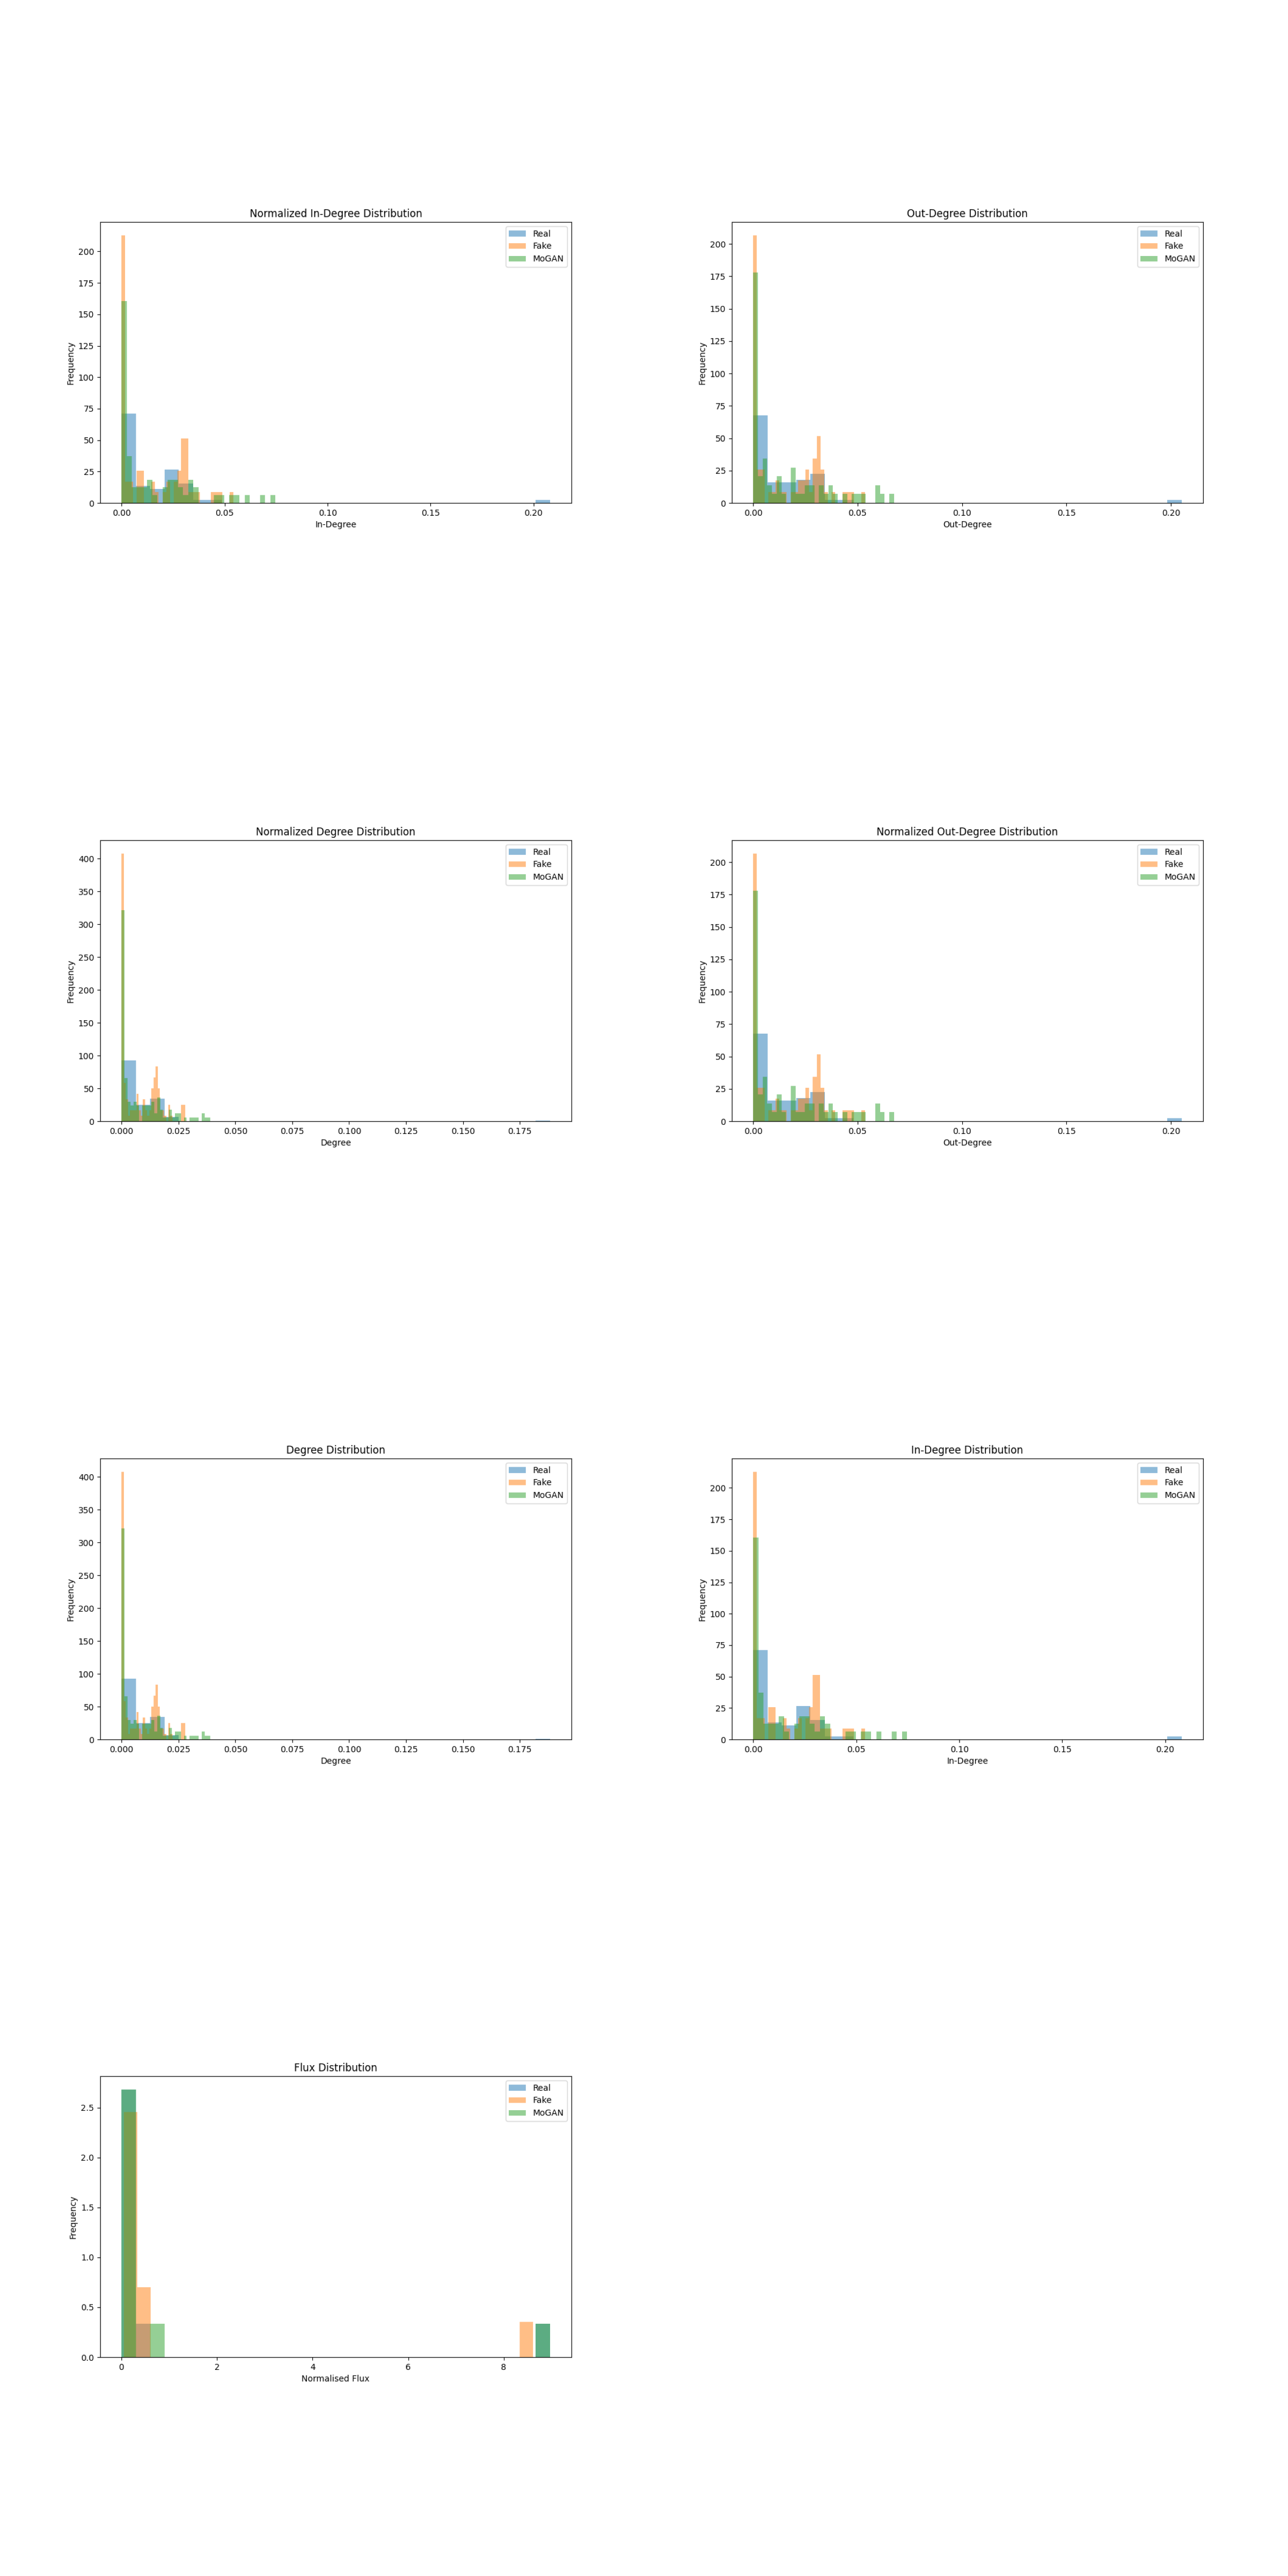 Normalized In-Degree Distribution
Real
Fake
MoGAN
200
175
150
125
100
75
50
25
0
Frequency
0.00 0.05 0.10 0.15 0.20
In-Degree
Out-Degree Distribution
Real
Fake
MoGAN
200
175
150
125
100
75
50
25
0
Frequency
0.00 0.05 0.10 0.15 0.20
Out-Degree
Normalized Degree Distribution
Real
Fake
MoGAN
400
350
300
250
200
150
100
50
0
Frequency
0.000 0.025 0.050 0.075 0.100 0.125 0.150 0.175
Degree
Normalized Out-Degree Distribution
Real
Fake
MoGAN
200
175
150
125
100
75
50
25
0
Frequency
0.00 0.05 0.10 0.15 0.20
Out-Degree
Degree Distribution
Real
Fake
MoGAN
400
350
300
250
200
150
100
50
0
Frequency
0.000 0.025 0.050 0.075 0.100 0.125 0.150 0.175
Degree
In-Degree Distribution
Real
Fake
MoGAN
200
175
150
125
100
75
50
25
0
Frequency
0.00 0.05 0.10 0.15 0.20
In-Degree
Flux Distribution
Real
Fake
MoGAN
2.5
2.0
1.5
1.0
0.5
0.0
Frequency
0 2 4 6 8
Normalised Flux